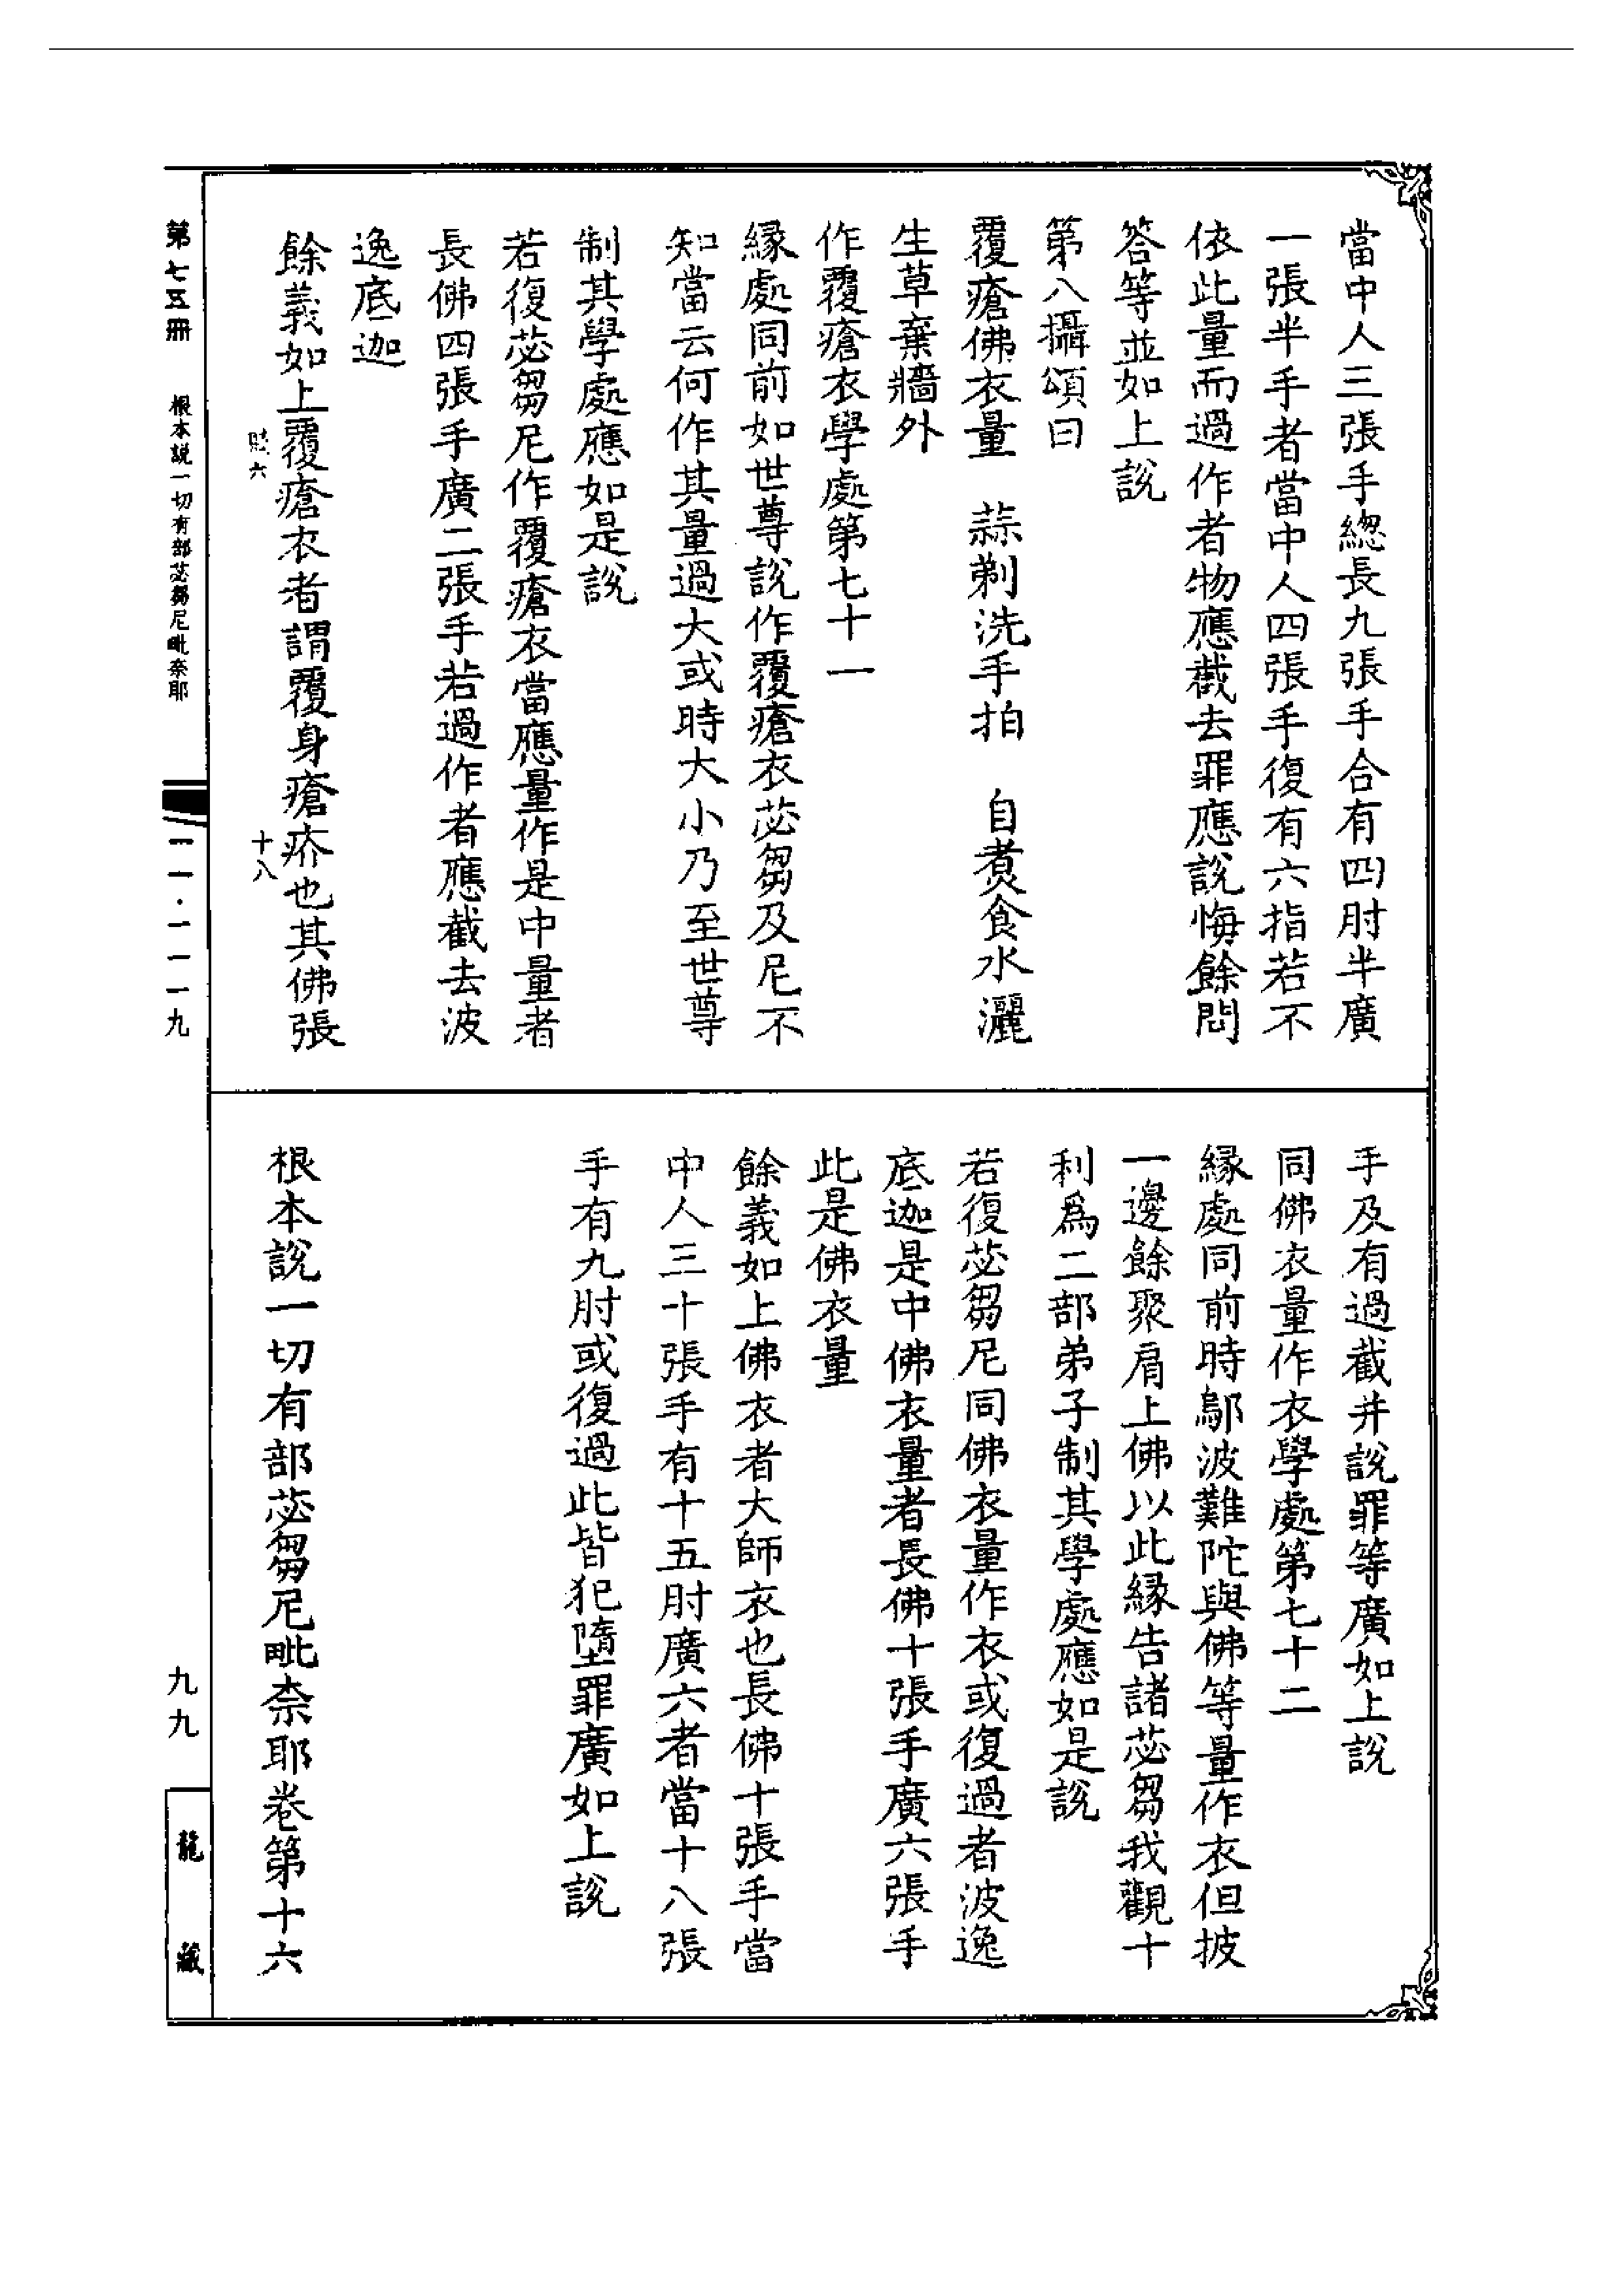 當中人三張手總長九張手合有四肘半廣
一張半手者當中人四張手復有六指若不
依此量而過作者物應截去罪應說悔餘問
答等並如上說
第八攝頌曰
覆瘡佛衣量　蒜剃洗手拍　自煑食水灑
生草棄牆外
作覆瘡衣學處第七十一
緣處同前如世尊說作覆瘡衣苾芻及尼不
知當云何作其量過大或時大小乃至世尊
制其學處應如是說
若復苾芻尼作覆瘡衣當應量作是中量者
長佛四張手廣二張手若過作者應截去波
逸底迦
餘義如上覆瘡衣者謂覆身瘡疥也其佛張
六
十八
手及有過截并說罪等廣如上說
同佛衣量作衣學處第七十二
緣處同前時鄔波難陀與佛等量作衣但披
一邊餘聚肩上佛以此緣告諸苾芻我觀十
利爲二部弟子制其學處應如是說
若復苾芻尼同佛衣量作衣或復過者波逸
底迦是中佛衣量者長佛十張手廣六張手
此是佛衣量
餘義如上佛衣者大師衣也長佛十張手當
中人三十張手有十五肘廣六者當十八張
手有九肘或復過此皆犯墮罪廣如上說
根本說一切有部苾芻尼毗奈耶卷第十六
第七五冊　根本説一切有部苾芻尼毗奈耶
一一·一一一九
九九
龍藏